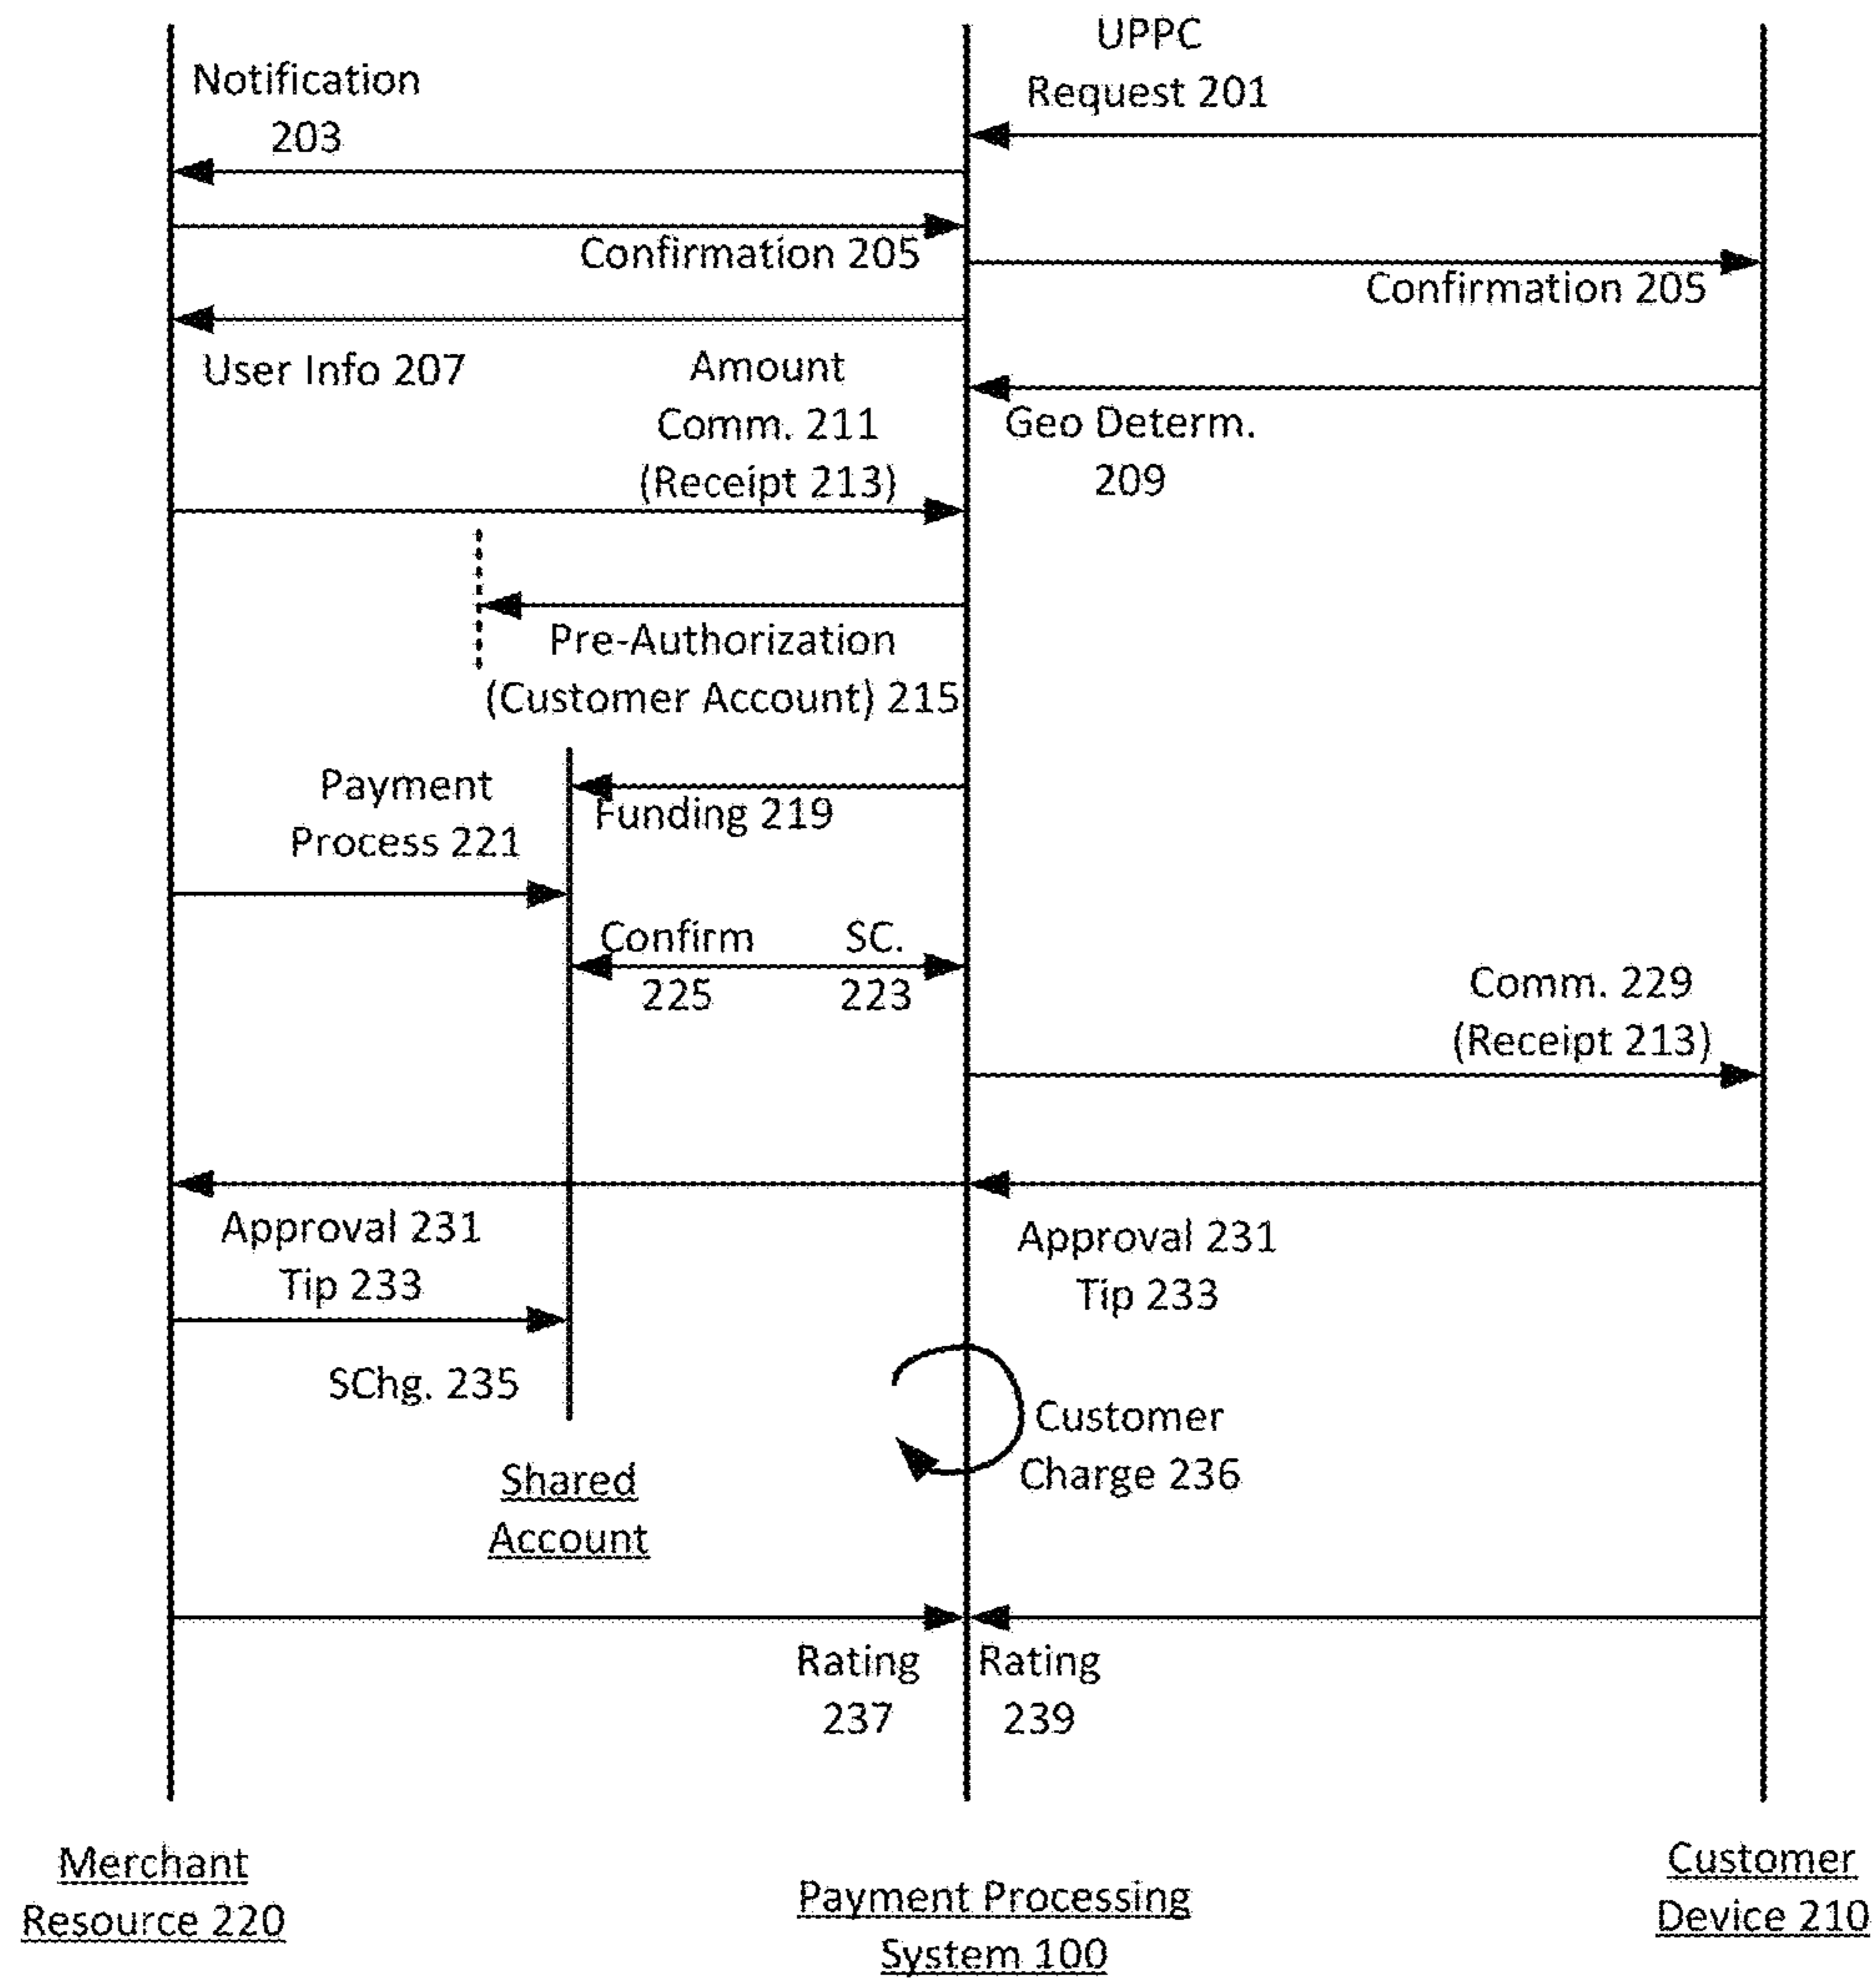 UPPC
Request 201
Notification
203
Confirmation 205
Confirmation 205
User Info 207
Amount
Comm. 211
(Receipt 213)
Geo Determ.
209
Pre-Authorization
(Customer Account) 215
Payment
Process 221
Funding 219
Confirm SC.
225 223
Comm. 229
(Receipt 213)
Approval 231
Tip 233
Approval 231
Tip 233
SChg. 235
Customer
Charge 236
Shared
Account
Rating
237
Rating
239
Merchant
Resource 220
Payment Processing
System 100
Customer
Device 210